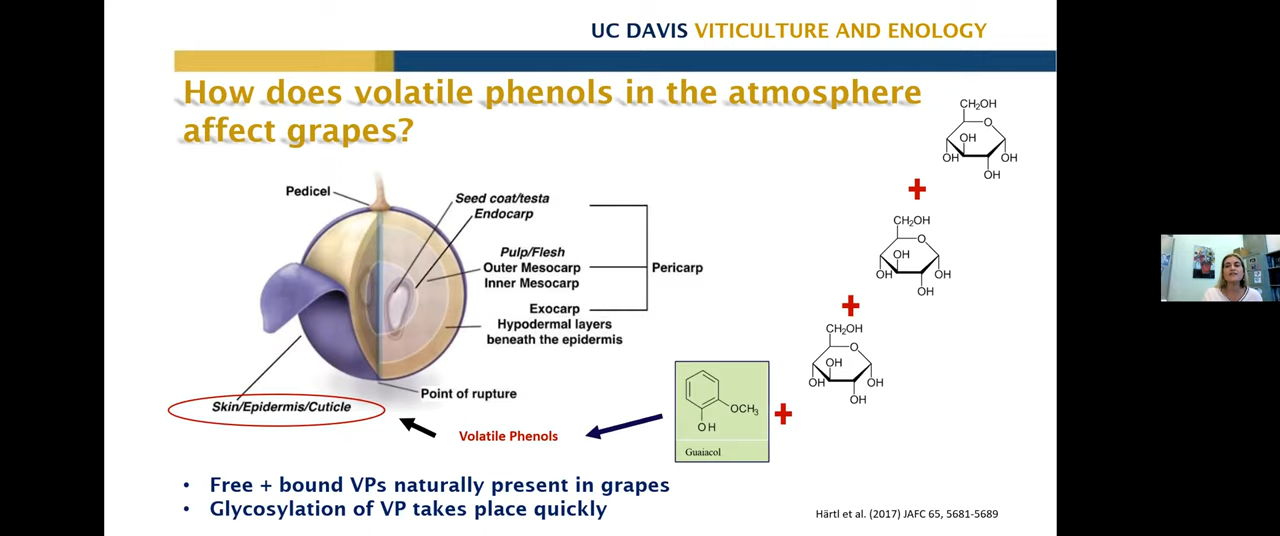 UC DAVIS VITICULTURE AND ENOLOGY
How does volatile phenols in the atmosphere
affect grapes?
Pedicel
Seed coat/testa
Endocarp
Pulp/Flesh
Outer Mesocarp
Inner Mesocarp
Pericarp
Exocarp
Hypodermal layers
beneath the epidermis
Point of rupture
Skin/Epidermis/Cuticle
Volatile Phenols
OCH3
OH
Guaiacol
+
CH2OH
O
OH
OH
OH
OH
+
CH2OH
O
OH
OH
OH
OH
+
CH2OH
O
OH
OH
OH
OH
• Free + bound VPs naturally present in grapes
• Glycosylation of VP takes place quickly
Härtl et al. (2017) JAFC 65, 5681-5689